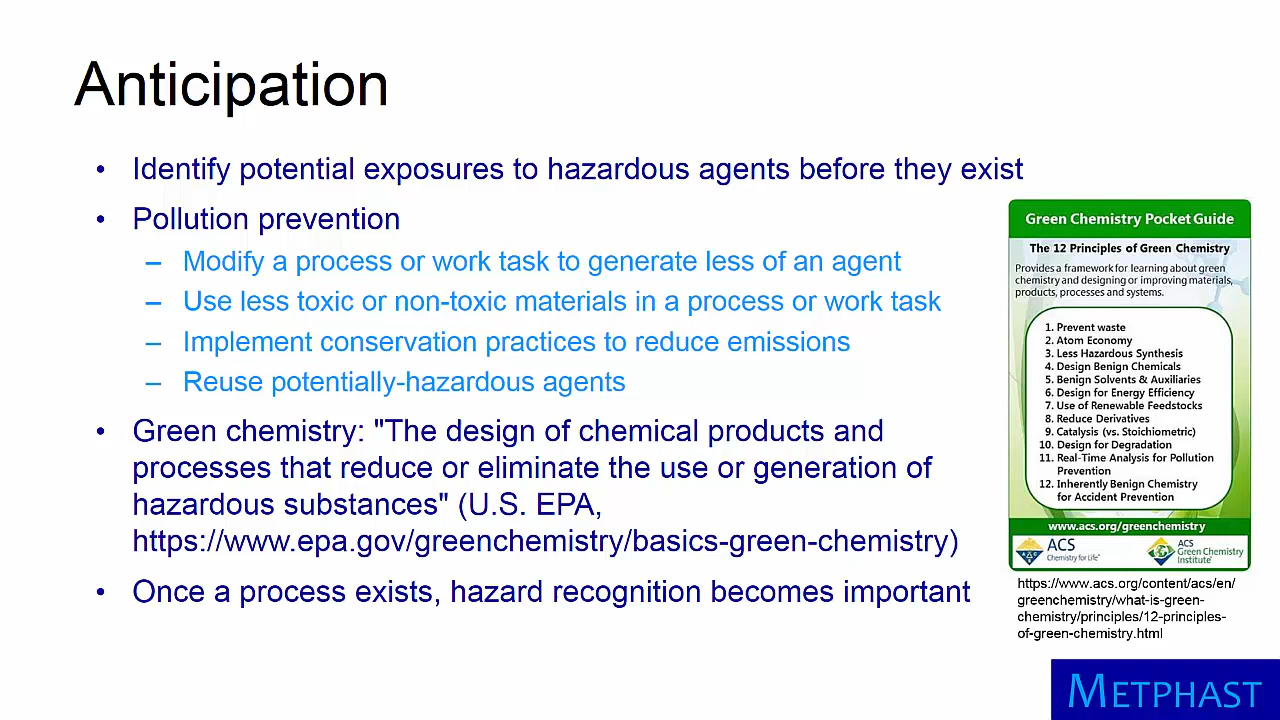 Anticipation
• Identify potential exposures to hazardous agents before they exist
• Pollution prevention
– Modify a process or work task to generate less of an agent
– Use less toxic or non-toxic materials in a process or work task
– Implement conservation practices to reduce emissions
– Reuse potentially-hazardous agents
• Green chemistry: "The design of chemical products and
processes that reduce or eliminate the use or generation of
hazardous substances" (U.S. EPA,
https://www.epa.gov/greenchemistry/basics-green-chemistry)
• Once a process exists, hazard recognition becomes important
Green Chemistry Pocket Guide
The 12 Principles of Green Chemistry
Provides a framework for learning about green
chemistry and designing or improving materials,
products, processes and systems.
1. Prevent waste
2. Atom Economy
3. Less Hazardous Synthesis
4. Design Benign Chemicals
5. Benign Solvents & Auxiliaries
6. Design for Energy Efficiency
7. Use of Renewable Feedstocks
8. Reduce Derivatives
9. Catalysis (vs. Stoichiometric)
10. Design for Degradation
11. Real-Time Analysis for Pollution
Prevention
12. Inherently Benign Chemistry
for Accident Prevention
www.acs.org/greenchemistry
ACS
Chemistry for Life®
ACS
Green Chemistry
Institute®
https://www.acs.org/content/acs/en/
greenchemistry/what-is-green-
chemistry/principles/12-principles-
of-green-chemistry.html
METPHAST